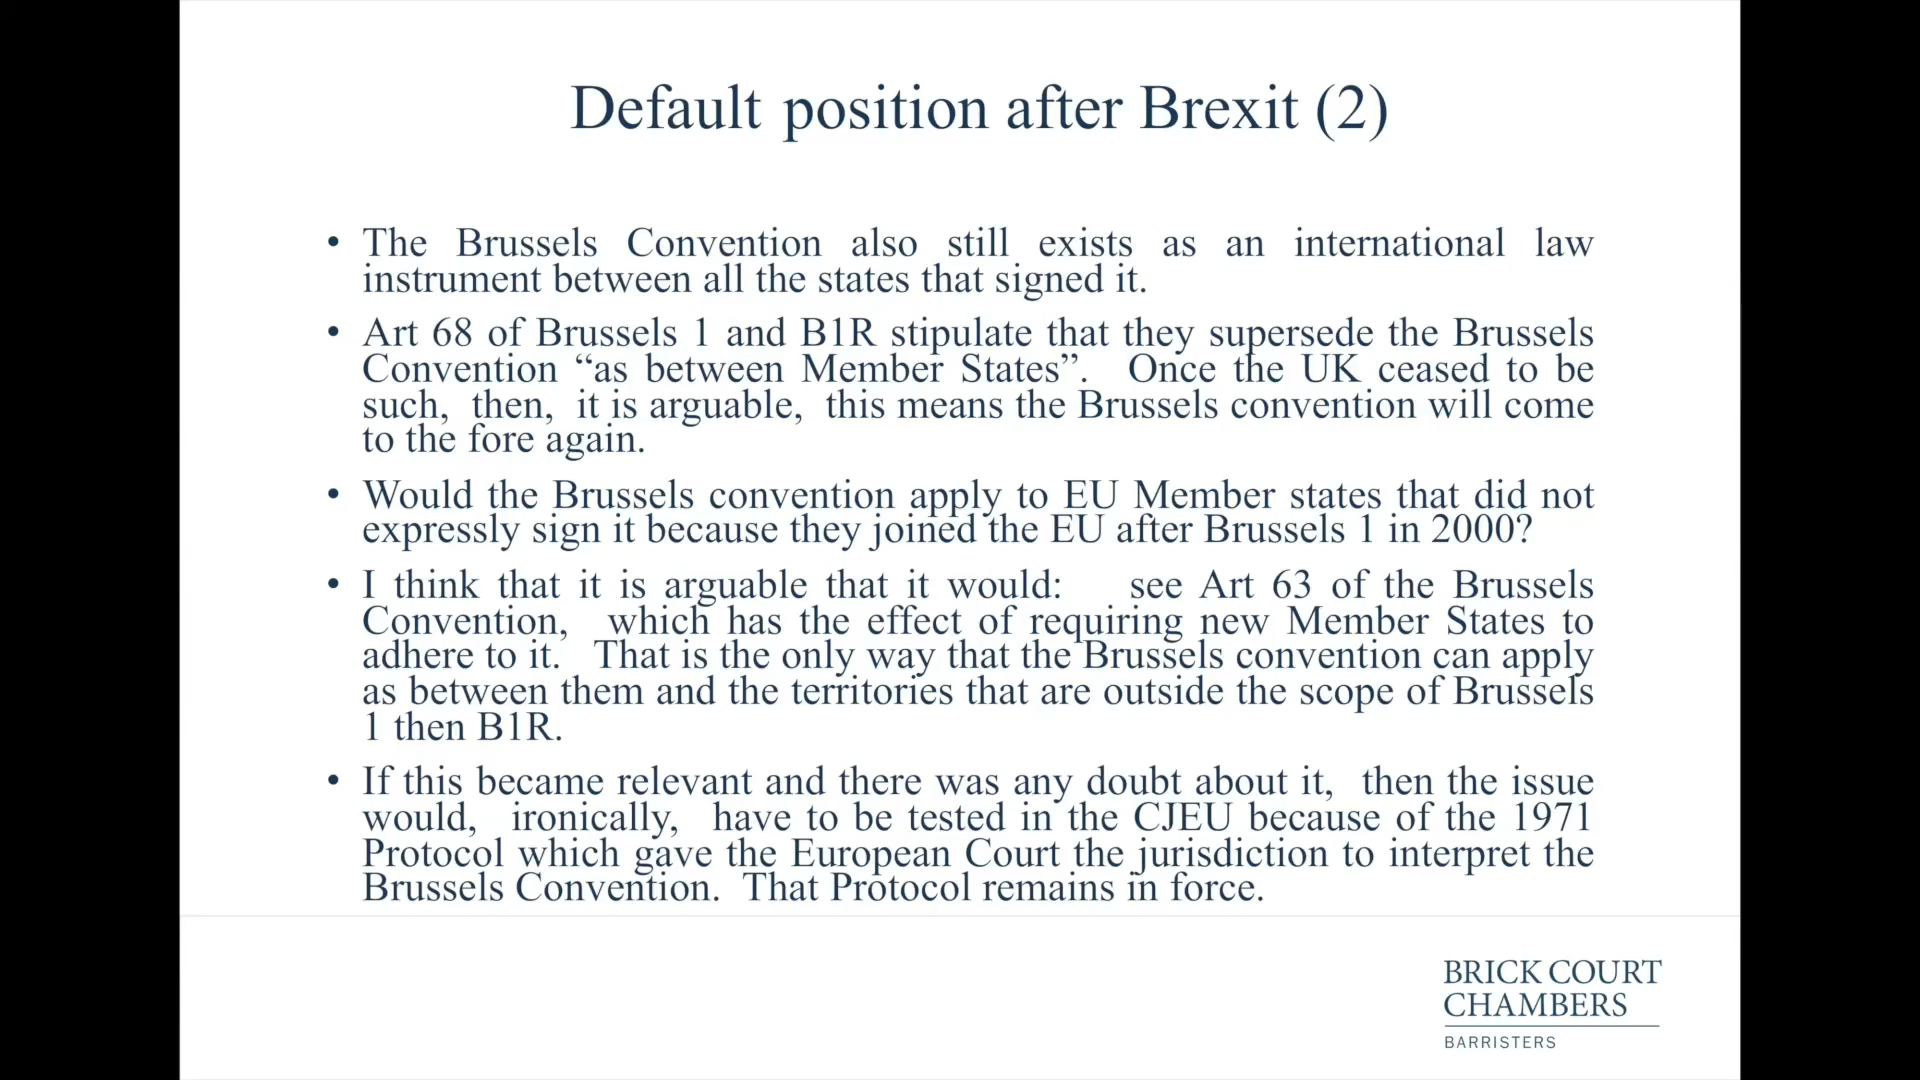 Default position after Brexit (2)
• The Brussels Convention also still exists as an international law
instrument between all the states that signed it.
• Art 68 of Brussels 1 and B1R stipulate that they supersede the Brussels
Convention “as between Member States”. Once the UK ceased to be
such, then, it is arguable, this means the Brussels convention will come
to the fore again.
• Would the Brussels convention apply to EU Member states that did not
expressly sign it because they joined the EU after Brussels 1 in 2000?
• I think that it is arguable that it would: see Art 63 of the Brussels
Convention, which has the effect of requiring new Member States to
adhere to it. That is the only way that the Brussels convention can apply
as between them and the territories that are outside the scope of Brussels
1 then B1R.
• If this became relevant and there was any doubt about it, then the issue
would, ironically, have to be tested in the CJEU because of the 1971
Protocol which gave the European Court the jurisdiction to interpret the
Brussels Convention. That Protocol remains in force.
BRICK COURT
CHAMBERS
BARRISTERS